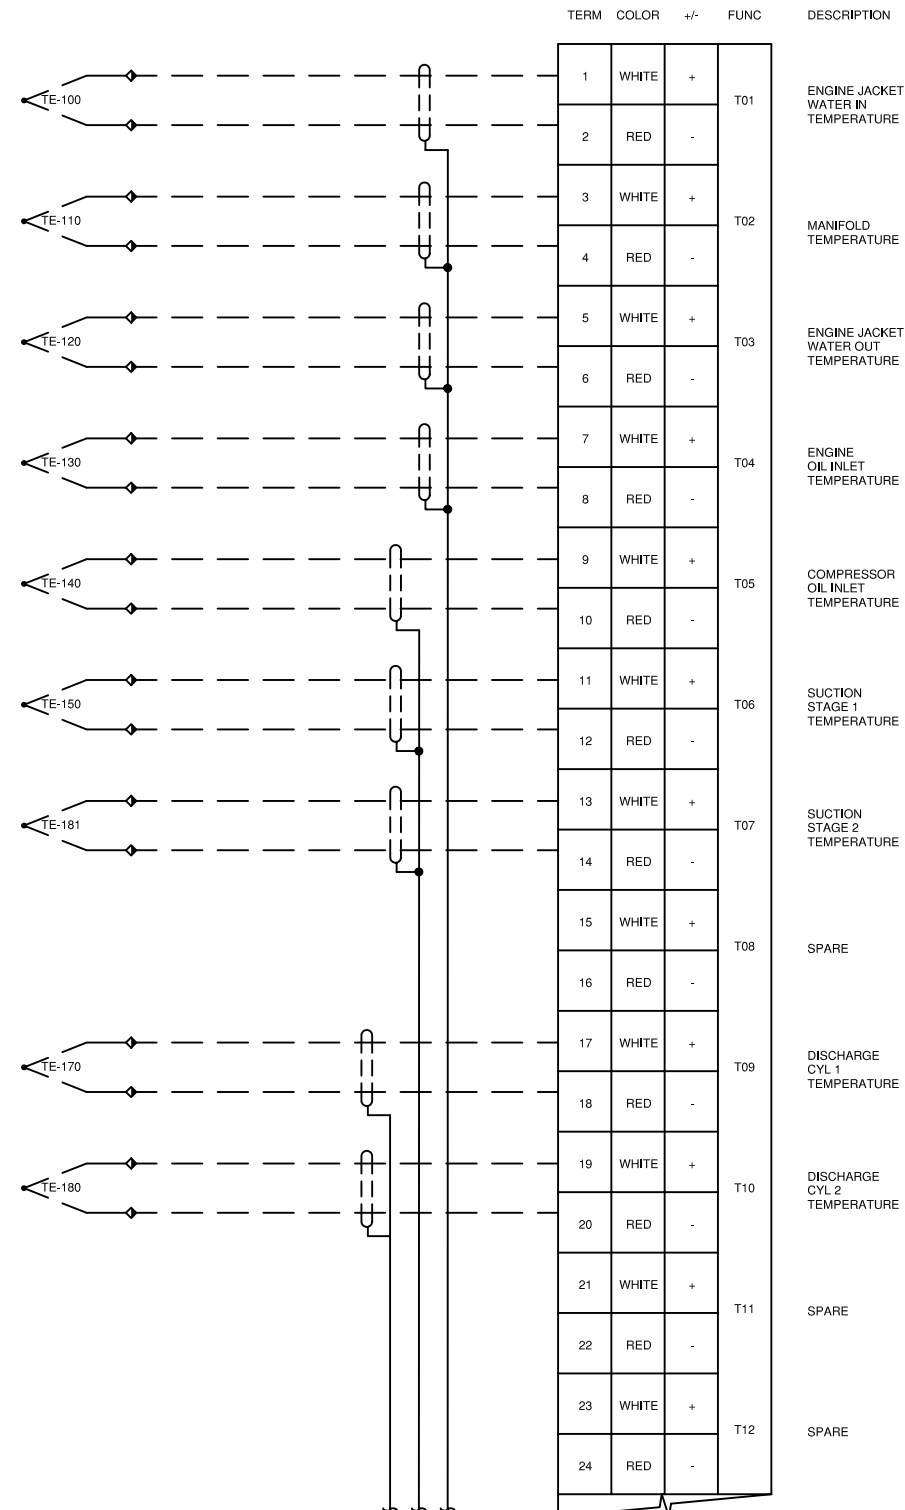 TERM COLOR +/- FUNC DESCRIPTION
1 WHITE +
TE-100
T01
ENGINE JACKET
WATER IN
TEMPERATURE
2 RED -
3 WHITE +
TE-110
T02
MANIFOLD
TEMPERATURE
4 RED -
5 WHITE +
TE-120
T03
ENGINE JACKET
WATER OUT
TEMPERATURE
6 RED -
7 WHITE +
TE-130
T04
ENGINE
OIL INLET
TEMPERATURE
8 RED -
9 WHITE +
TE-140
T05
COMPRESSOR
OIL INLET
TEMPERATURE
10 RED -
11 WHITE +
TE-150
T06
SUCTION
STAGE 1
TEMPERATURE
12 RED -
13 WHITE +
TE-181
T07
SUCTION
STAGE 2
TEMPERATURE
14 RED -
15 WHITE +
T08
SPARE
16 RED -
17 WHITE +
TE-170
T09
DISCHARGE
CYL 1
TEMPERATURE
18 RED -
19 WHITE +
TE-180
T10
DISCHARGE
CYL 2
TEMPERATURE
20 RED -
21 WHITE +
T11
SPARE
22 RED -
23 WHITE +
T12
SPARE
24 RED -